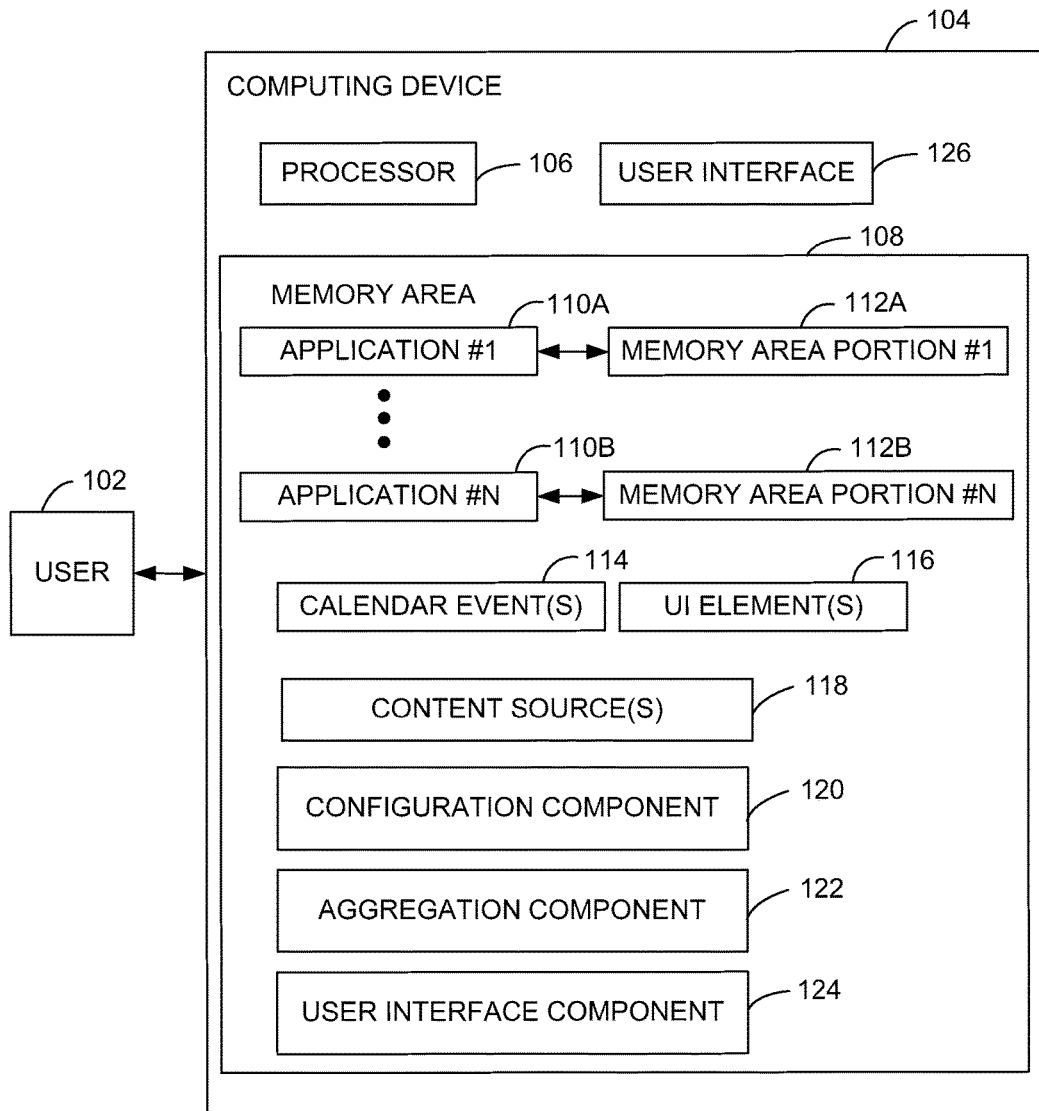 104
COMPUTING DEVICE
PROCESSOR
106
USER INTERFACE
126
108
MEMORY AREA
110A
112A
APPLICATION #1
MEMORY AREA PORTION #1
110B
112B
APPLICATION #N
MEMORY AREA PORTION #N
102
USER
114
116
CALENDAR EVENT(S)
UI ELEMENT(S)
CONTENT SOURCE(S)
118
CONFIGURATION COMPONENT
120
AGGREGATION COMPONENT
122
USER INTERFACE COMPONENT
124